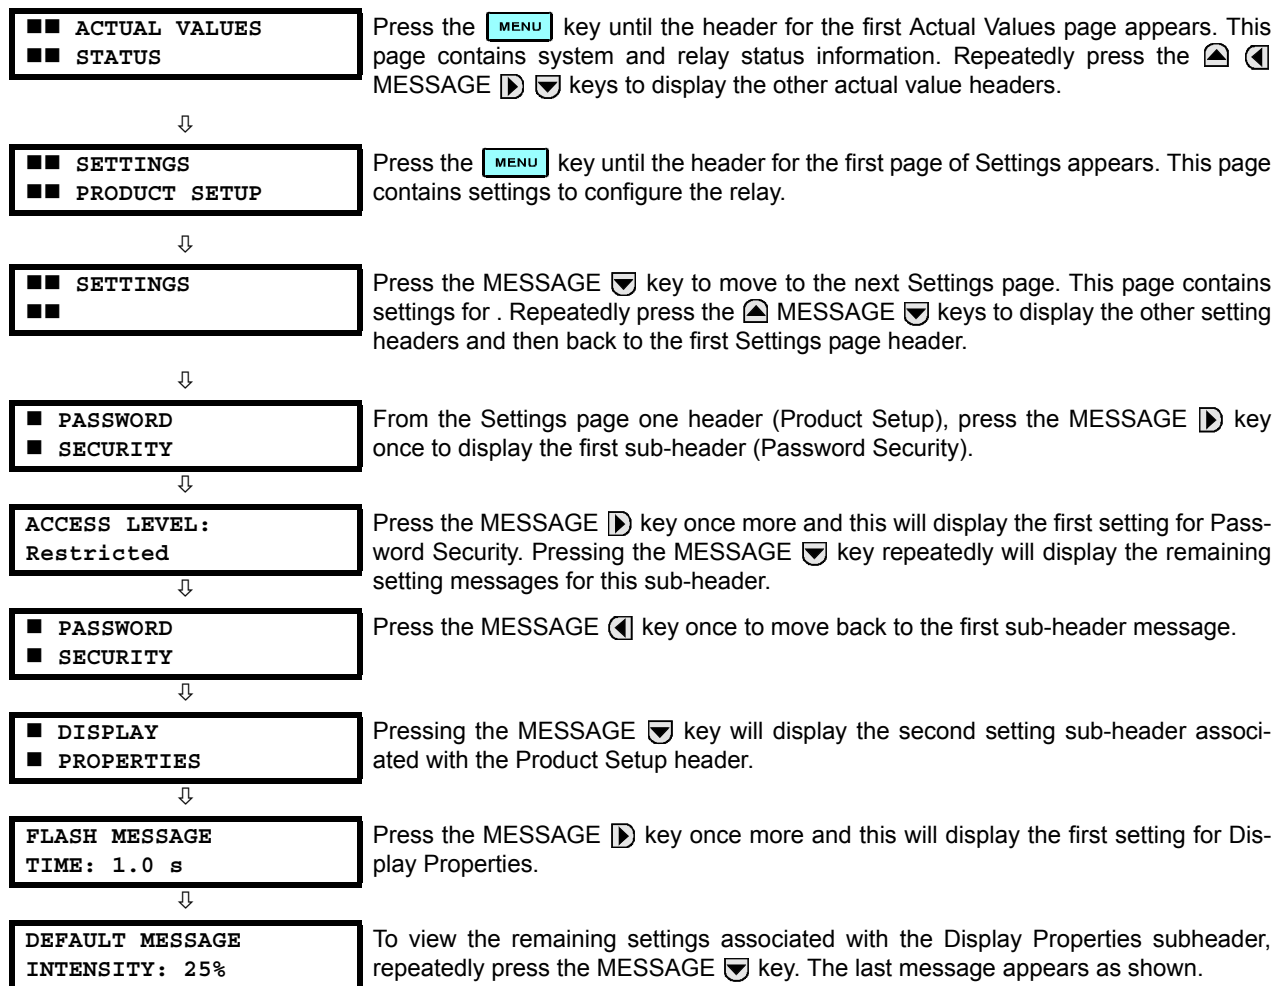 ■■ ACTUAL VALUES
■■ STATUS
Press the MENU key until the header for the first Actual Values page appears. This
page contains system and relay status information. Repeatedly press the ▲ ◀
MESSAGE ▶ ▼ keys to display the other actual value headers.
⇩
■■ SETTINGS
■■ PRODUCT SETUP
Press the MENU key until the header for the first page of Settings appears. This page
contains settings to configure the relay.
⇩
■■ SETTINGS
■■
Press the MESSAGE ▼ key to move to the next Settings page. This page contains
settings for . Repeatedly press the ▲ MESSAGE ▼ keys to display the other setting
headers and then back to the first Settings page header.
⇩
■ PASSWORD
■ SECURITY
From the Settings page one header (Product Setup), press the MESSAGE ▶ key
once to display the first sub-header (Password Security).
⇩
ACCESS LEVEL:
Restricted
Press the MESSAGE ▶ key once more and this will display the first setting for Pass-
word Security. Pressing the MESSAGE ▼ key repeatedly will display the remaining
setting messages for this sub-header.
⇩
■ PASSWORD
■ SECURITY
Press the MESSAGE ◀ key once to move back to the first sub-header message.
⇩
■ DISPLAY
■ PROPERTIES
Pressing the MESSAGE ▼ key will display the second setting sub-header associ-
ated with the Product Setup header.
⇩
FLASH MESSAGE
TIME: 1.0 s
Press the MESSAGE ▶ key once more and this will display the first setting for Dis-
play Properties.
⇩
DEFAULT MESSAGE
INTENSITY: 25%
To view the remaining settings associated with the Display Properties subheader,
repeatedly press the MESSAGE ▼ key. The last message appears as shown.